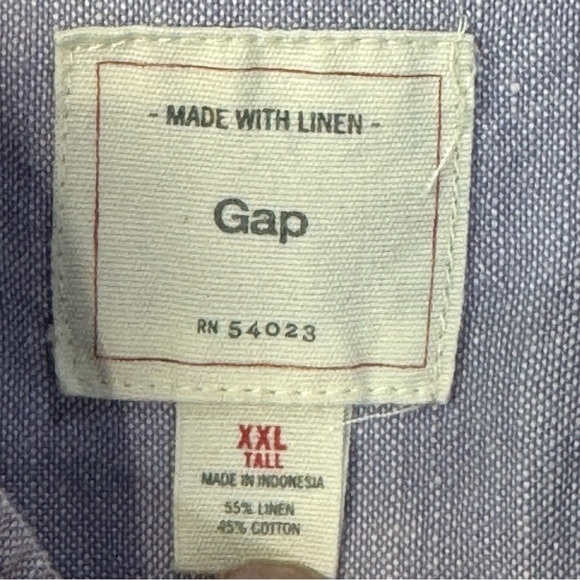 - MADE WITH LINEN -
Gap
RN 54023
XXL
TALL
MADE IN INDONESIA
55% LINEN
45% COTTON